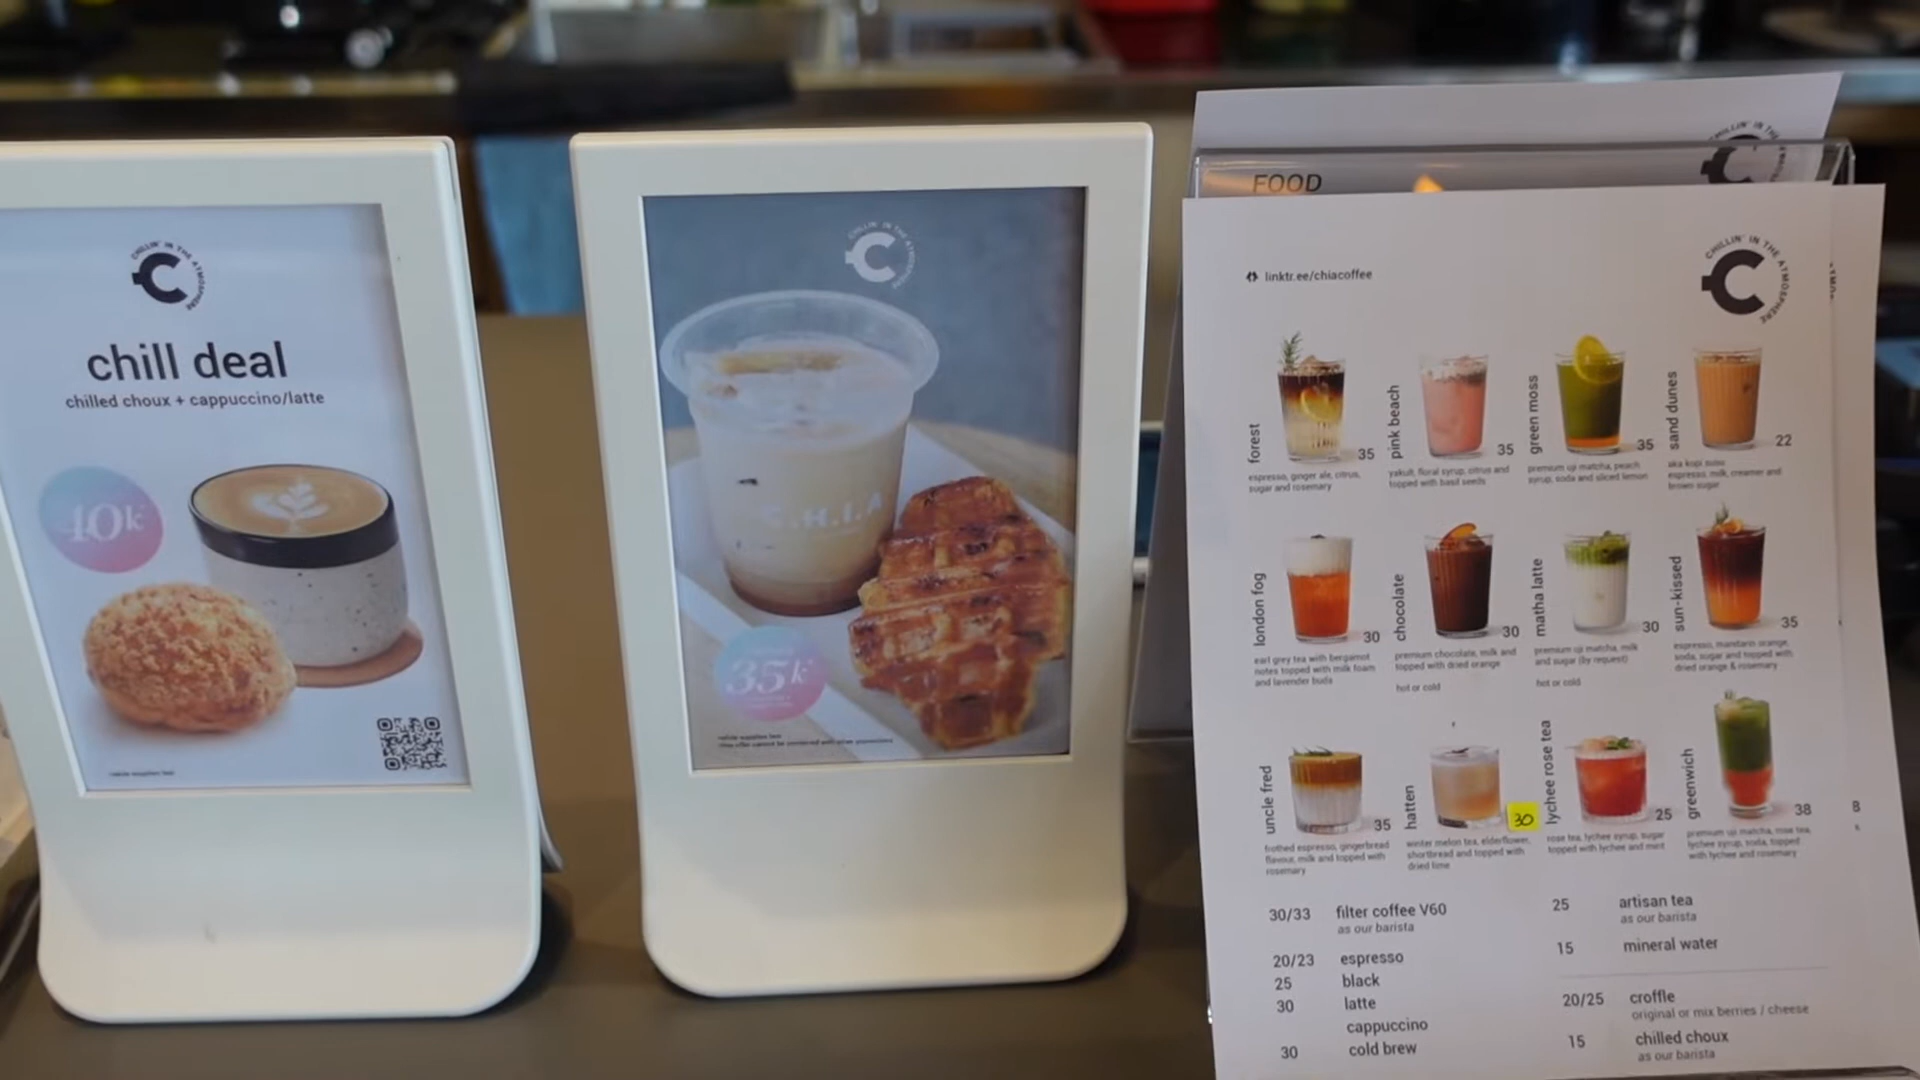 CHILLIN' IN THE ATMOSPHERE
C
chill deal
chilled choux + cappuccino/latte
40k
CHILLIN' IN THE ATMOSPHERE
C
C.H.I.A
35k
FOOD
CHILLIN' IN THE
linktr.ee/chiacoffee
CHILLIN' IN THE ATMOSPHERE
C
forest
35
espresso, ginger ale, citrus,
sugar and rosemary
pink beach
35
yakult, floral syrup, citrus and
topped with basil seeds
green moss
35
premium uji matcha, peach
syrup, soda and sliced lemon
sand dunes
22
aka kopi susu
espresso, milk, creamer and
brown sugar
london fog
30
earl grey tea with bergamot
notes topped with milk foam
and lavender buds
chocolate
30
premium chocolate, milk and
topped with dried orange
hot or cold
matha latte
30
premium uji matcha, milk
and sugar (by request)
hot or cold
sun-kissed
35
espresso, mandarin orange,
soda, sugar and topped with
dried orange & rosemary
uncle fred
35
frothed espresso, gingerbread
flavour, milk and topped with
rosemary
hatten
30
winter melon tea, elderflower,
shortbread and topped with
dried lime
lychee rose tea
25
rose tea, lychee syrup, sugar
topped with lychee and mint
greenwich
38
premium uji matcha, rose tea,
lychee syrup, soda, topped
with lychee and rosemary
8
30/33 filter coffee V60
as our barista
20/23 espresso
25 black
30 latte
cappuccino
30 cold brew
25 artisan tea
as our barista
15 mineral water
20/25 croffle
original or mix berries / cheese
15 chilled choux
as our barista